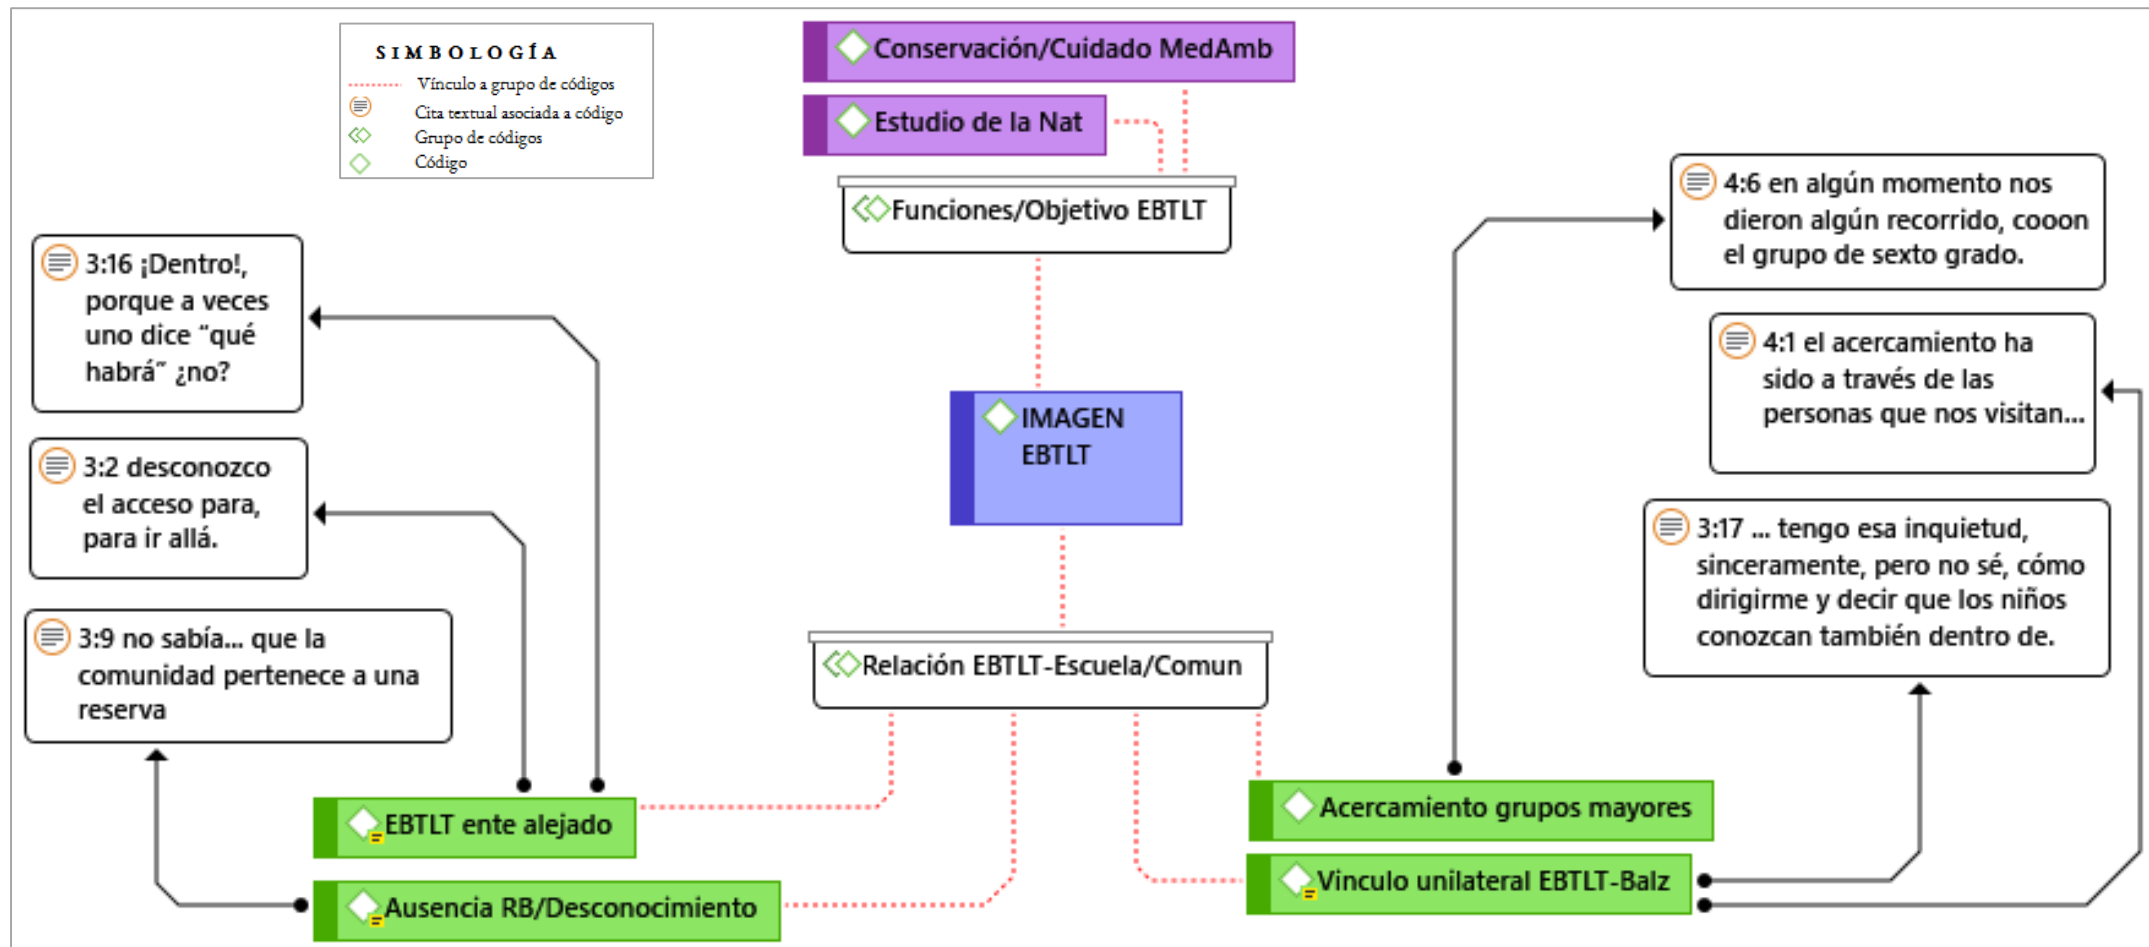 SIMBOLOGÍA
Vínculo a grupo de códigos
Cita textual asociada a código
Grupo de códigos
Código
Conservación/Cuidado MedAmb
Estudio de la Nat
Funciones/Objetivo EBTLT
3:16 ¡Dentro!,
porque a veces
uno dice “qué
habrá” ¿no?
3:2 desconozco
el acceso para,
para ir allá.
3:9 no sabía... que la
comunidad pertenece a una
reserva
IMAGEN
EBTLT
4:6 en algún momento nos
dieron algún recorrido, cooon
el grupo de sexto grado.
4:1 el acercamiento ha
sido a través de las
personas que nos visitan...
3:17 ... tengo esa inquietud,
sinceramente, pero no sé, cómo
dirigirme y decir que los niños
conozcan también dentro de.
Relación EBTLT-Escuela/Comun
EBTLT ente alejado
Ausencia RB/Desconocimiento
Acercamiento grupos mayores
Vinculo unilateral EBTLT-Balz